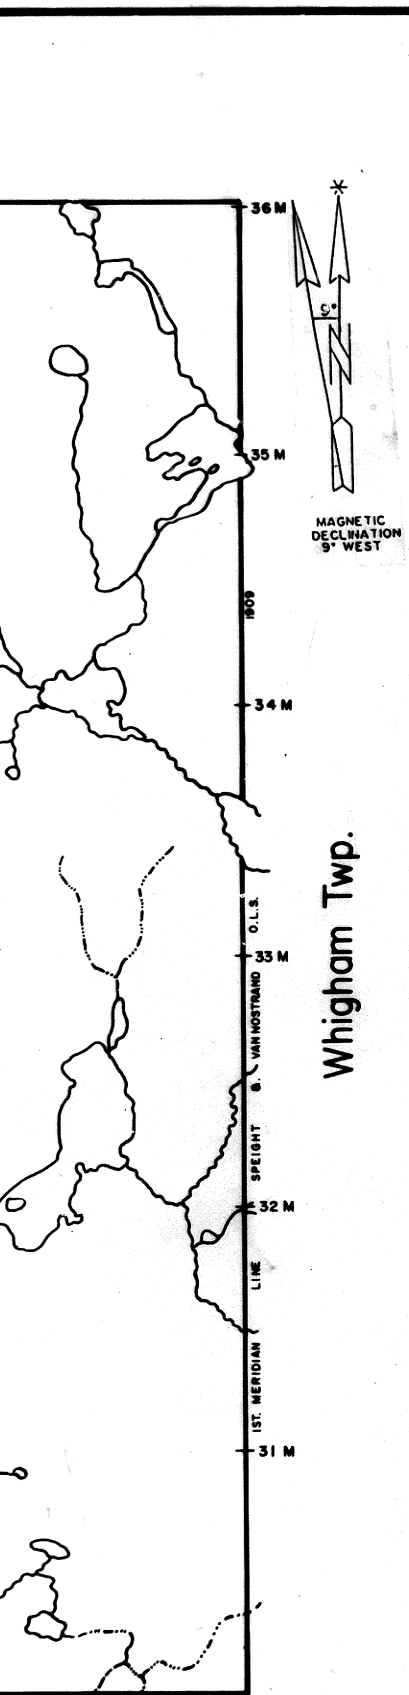 36 M
9°
N
35 M
MAGNETIC
DECLINATION
9° WEST
34 M
33 M
32 M
31 M
1ST. MERIDIAN LINE SPEIGHT & VAN NOSTRAND O.L.S. 1909
Whigham Twp.